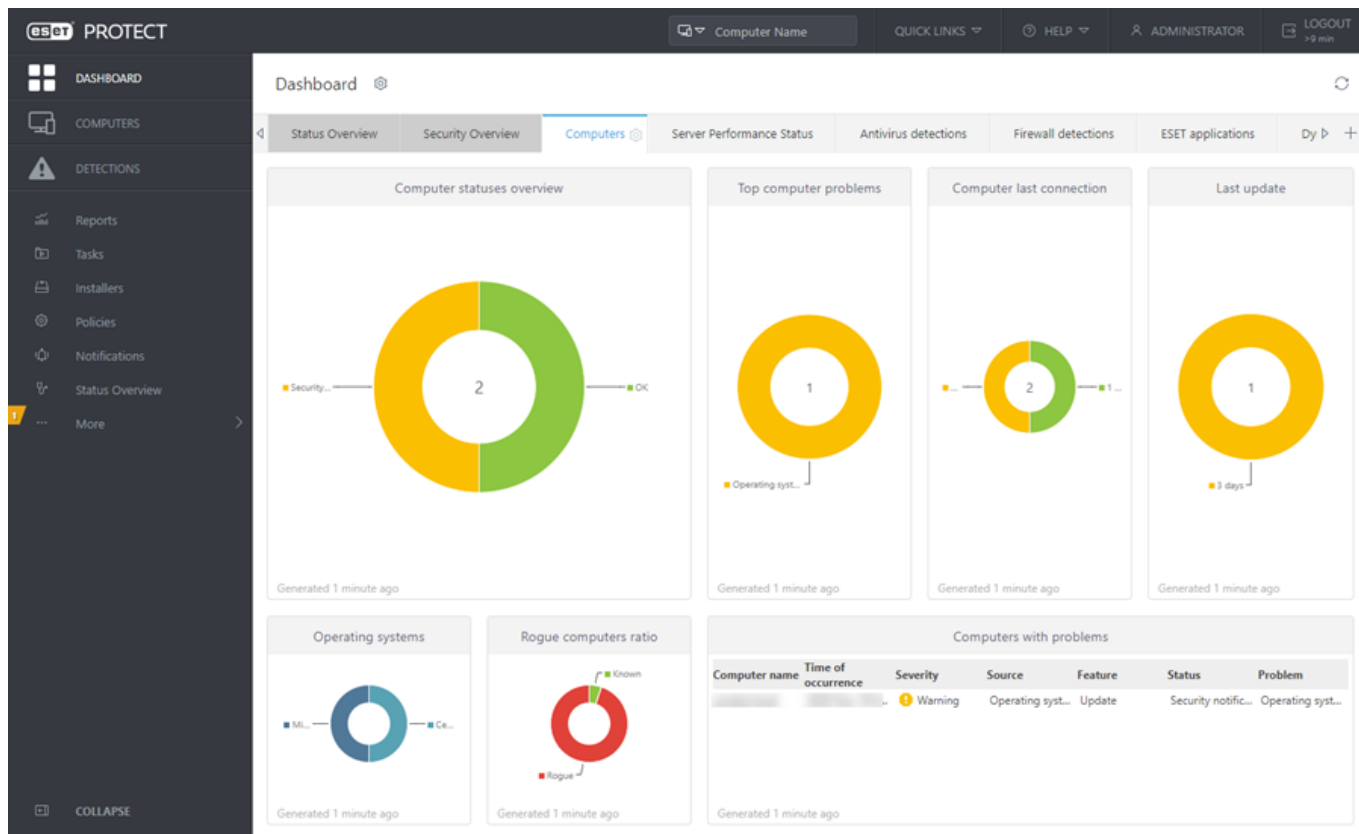 eset PROTECT
Computer Name
QUICK LINKS
HELP
ADMINISTRATOR
LOGOUT
>9 min
DASHBOARD
COMPUTERS
DETECTIONS
Reports
Tasks
Installers
Policies
Notifications
Status Overview
1
More
COLLAPSE
Dashboard
Status Overview
Security Overview
Computers
Server Performance Status
Antivirus detections
Firewall detections
ESET applications
Dy
Computer statuses overview
Security...
2
OK
Generated 1 minute ago
Top computer problems
1
Operating syst...
Generated 1 minute ago
Computer last connection
...
2
1 ...
Generated 1 minute ago
Last update
1
3 days
Generated 1 minute ago
Operating systems
Mi...
Ce...
Generated 1 minute ago
Rogue computers ratio
Known
Rogue
Generated 1 minute ago
Computers with problems
Computer name Time of occurrence Severity Source Feature Status Problem
Warning Operating syst... Update Security notific... Operating syst...
Generated 1 minute ago